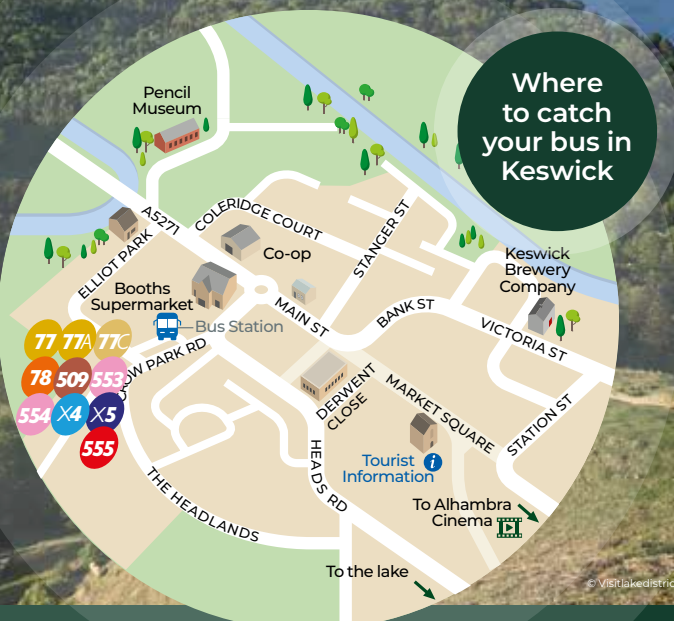 Where
to catch
your bus in
Keswick
Pencil
Museum
A5271
COLERIDGE COURT
STANGER ST
ELLIOT PARK
Co-op
Keswick
Brewery
Company
Booths
Supermarket
Bus Station
MAIN ST
BANK ST
VICTORIA ST
77 77A 77C
78 509 553
554 X4 X5
555
CROW PARK RD
DERWENT
CLOSE
MARKET SQUARE
STATION ST
HEADS RD
Tourist
Information i
THE HEADLANDS
To Alhambra
Cinema
To the lake